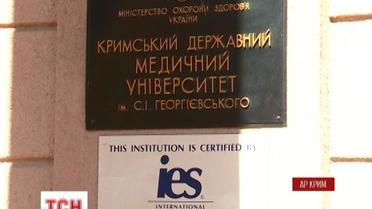 МІНІСТЕРСТВО ОХОРОНИ ЗДОРОВ'Я
УКРАЇНИ
КРИМСЬКИЙ ДЕРЖАВНИЙ
МЕДИЧНИЙ
УНІВЕРСИТЕТ
ІМ. С.І. ГЕОРГІЄВСЬКОГО
THIS INSTITUTION IS CERTIFIED BY
ies
INTERNATIONAL
АР КРИМ
ТСН